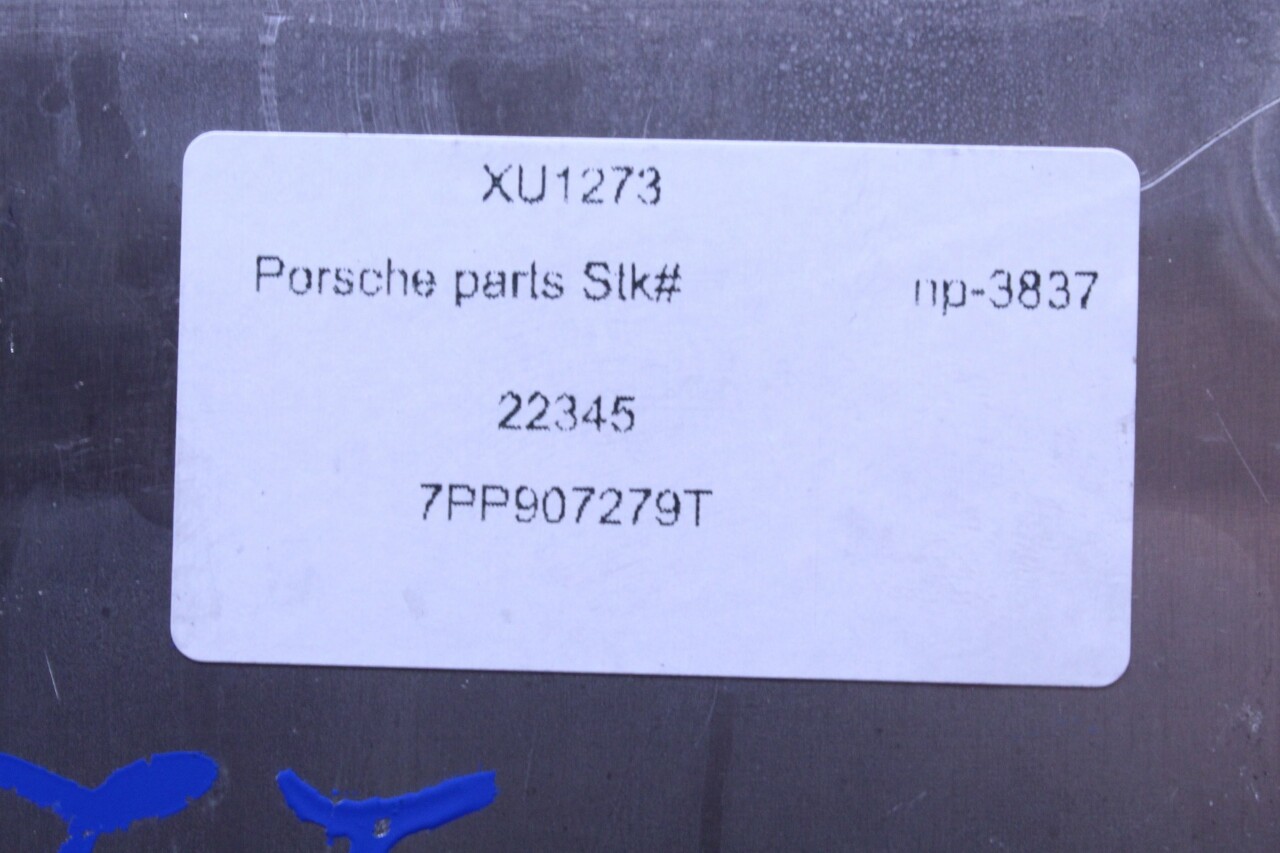 XU1273
Porsche parts Stk# np-3837
22345
7PP907279T